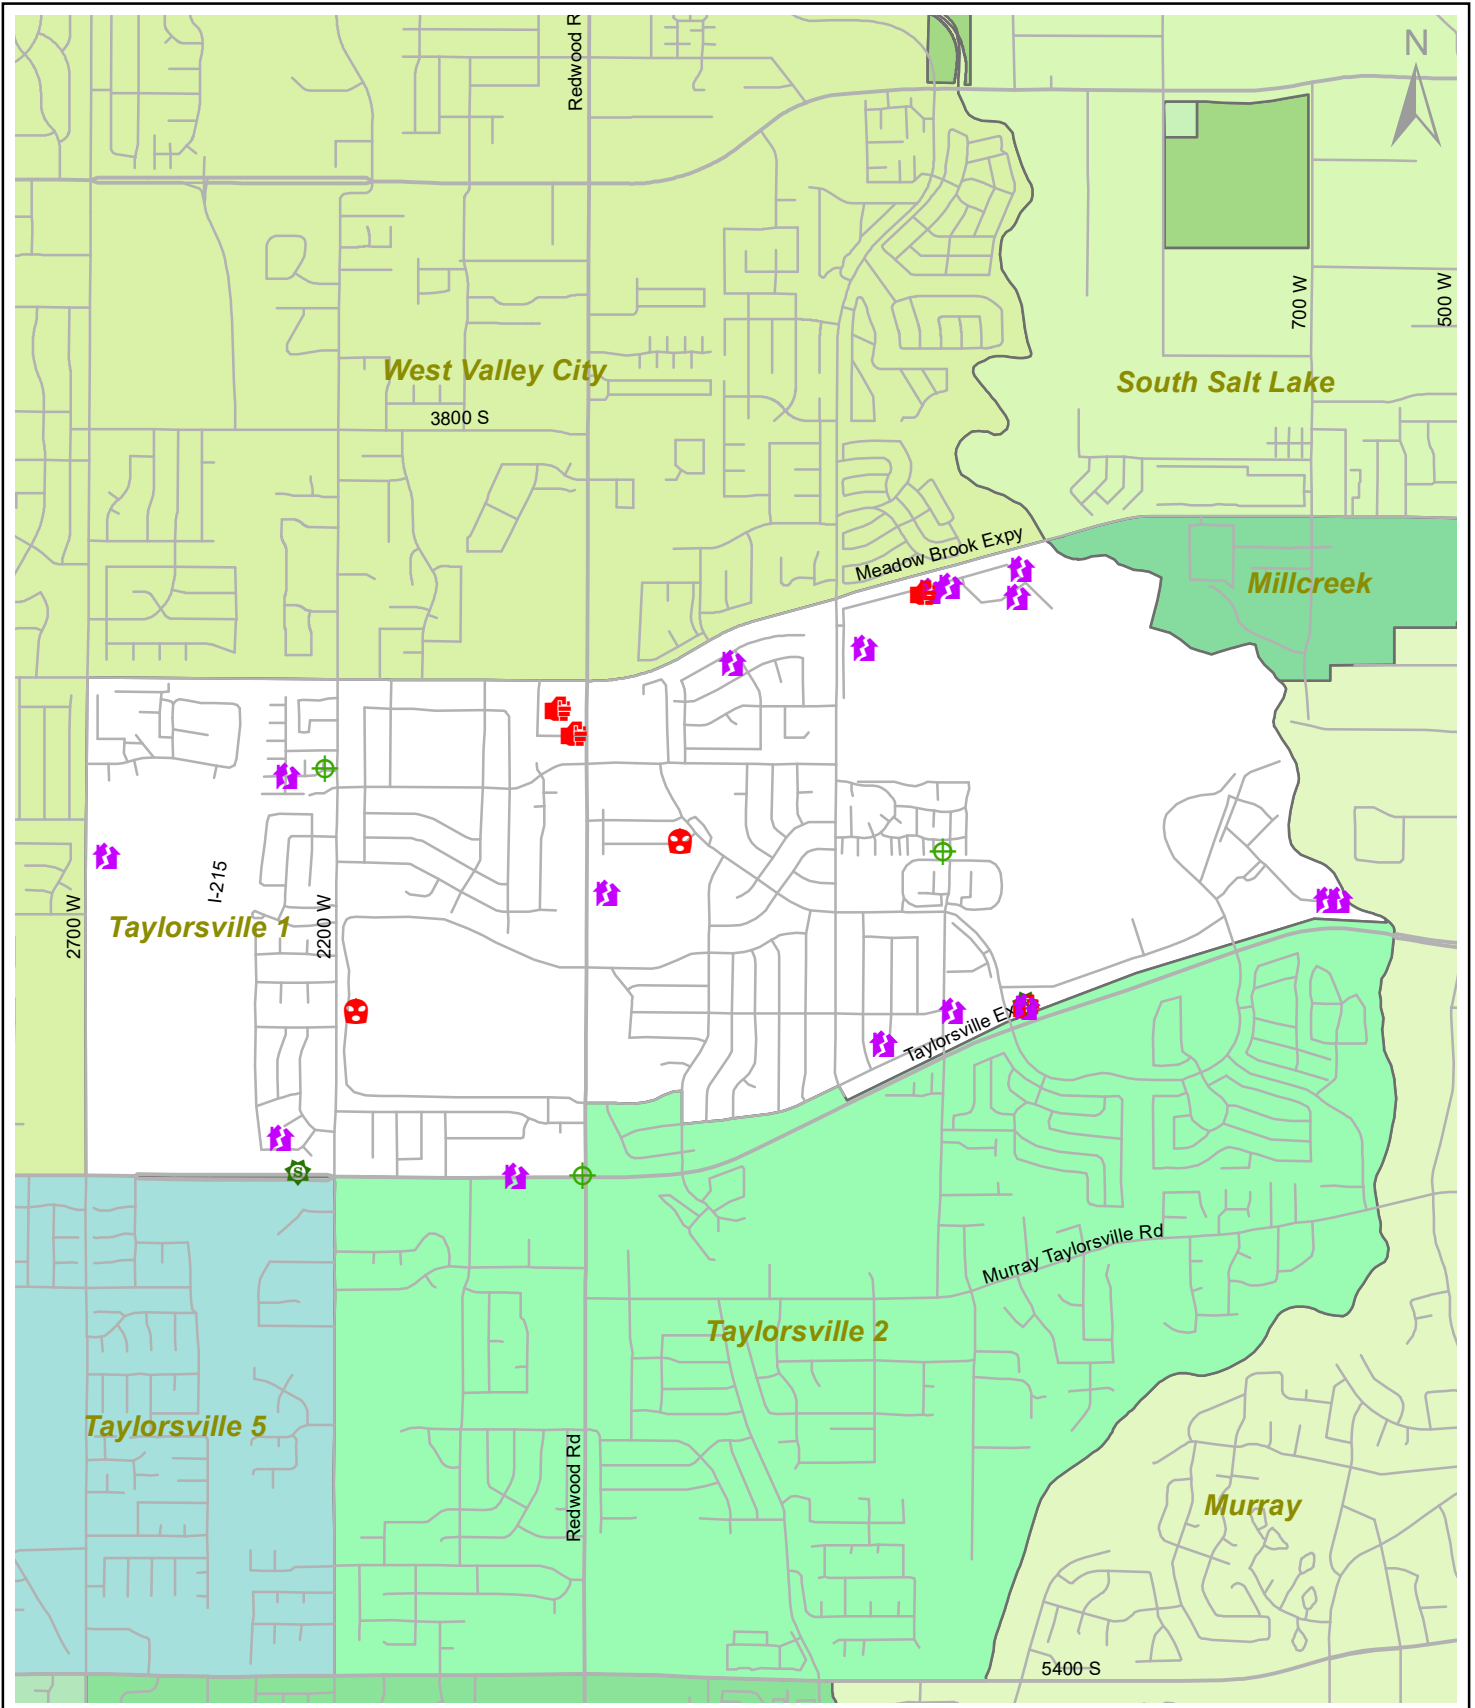 Redwood R
N
700 W
500 W
West Valley City
South Salt Lake
3800 S
Meadow Brook Expy
Millcreek
I-215
2700 W
2200 W
Taylorsville 1
Taylorsville Ex
S
Murray Taylorsville Rd
Taylorsville 2
Taylorsville 5
Redwood Rd
Murray
5400 S